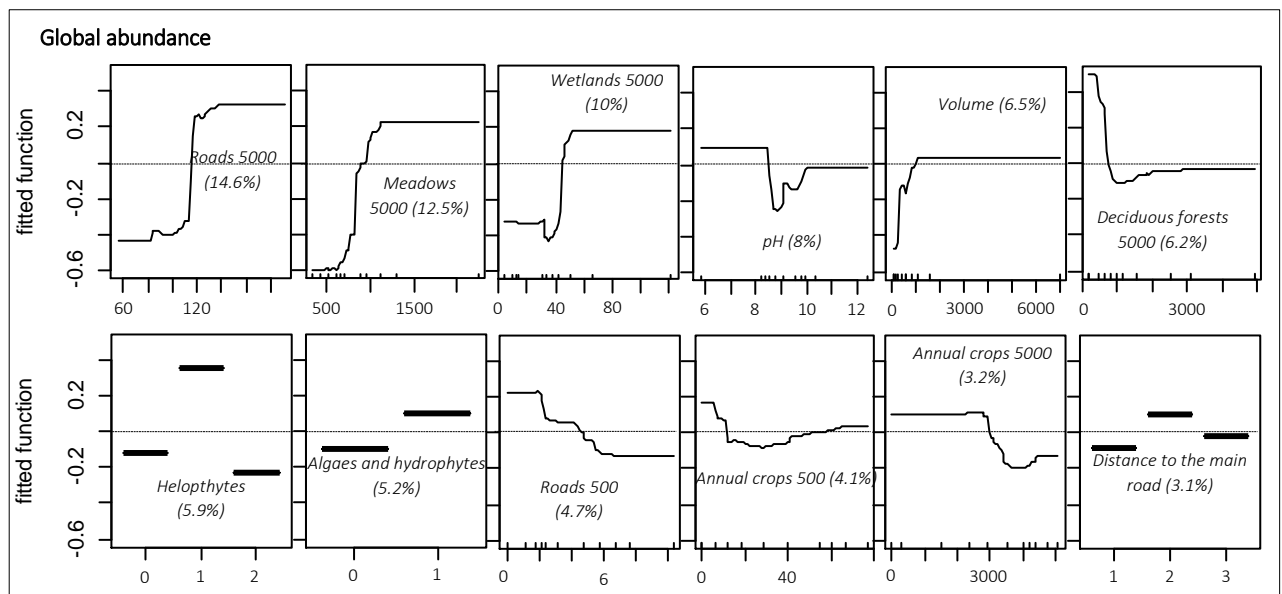 Global abundance
fitted function
0.2
-0.2
-0.6
Roads 5000
(14.6%)
60
120
Meadows
5000 (12.5%)
500
1500
Wetlands 5000
(10%)
0
40
80
pH (8%)
6
8
10
12
Volume (6.5%)
0
3000
6000
Deciduous forests
5000 (6.2%)
0
3000
fitted function
0.2
-0.2
-0.6
Helopthytes
(5.9%)
0
1
2
Algaes and hydrophytes
(5.2%)
0
1
Roads 500
(4.7%)
0
6
Annual crops 500 (4.1%)
0
40
Annual crops 5000
(3.2%)
0
3000
Distance to the main
road (3.1%)
1
2
3